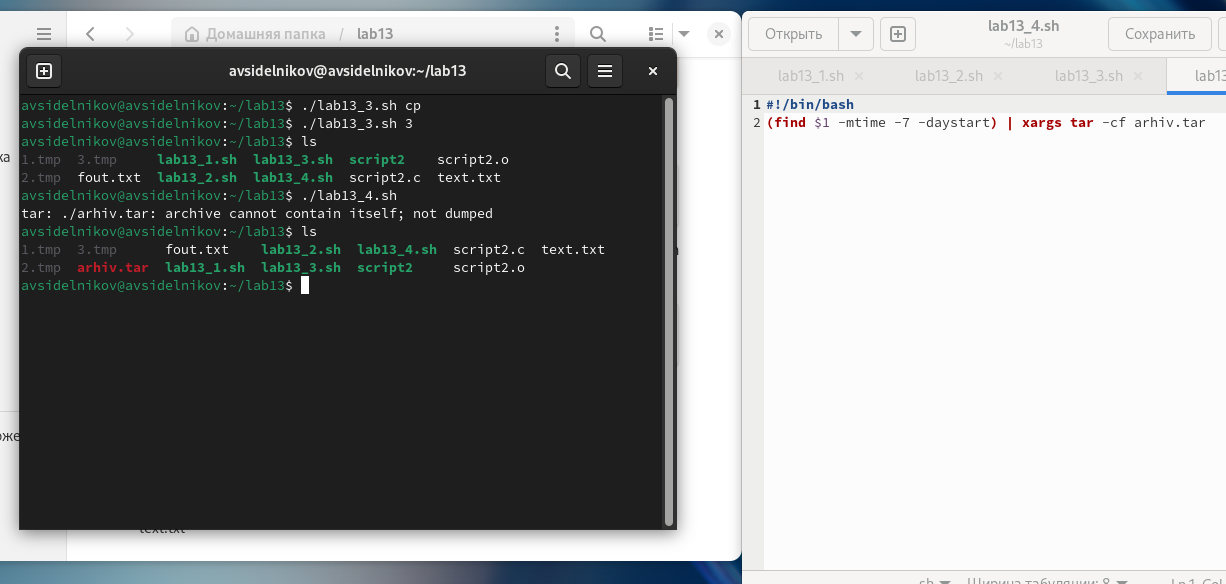 Домашняя папка / lab13
avsidelnikov@avsidelnikov:~/lab13
avsidelnikov@avsidelnikov:~/lab13$ ./lab13_3.sh cp
avsidelnikov@avsidelnikov:~/lab13$ ./lab13_3.sh 3
avsidelnikov@avsidelnikov:~/lab13$ ls
1.tmp 3.tmp lab13_1.sh lab13_3.sh script2 script2.o
2.tmp fout.txt lab13_2.sh lab13_4.sh script2.c text.txt
avsidelnikov@avsidelnikov:~/lab13$ ./lab13_4.sh
tar: ./arhiv.tar: archive cannot contain itself; not dumped
avsidelnikov@avsidelnikov:~/lab13$ ls
1.tmp 3.tmp fout.txt lab13_2.sh lab13_4.sh script2.c text.txt
2.tmp arhiv.tar lab13_1.sh lab13_3.sh script2 script2.o
avsidelnikov@avsidelnikov:~/lab13$
text.txt
Открыть
lab13_4.sh
~/lab13
Сохранить
lab13_1.sh lab13_2.sh lab13_3.sh lab13
1 #!/bin/bash
2 (find $1 -mtime -7 -daystart) | xargs tar -cf arhiv.tar
sh Ширина табуляции: 8